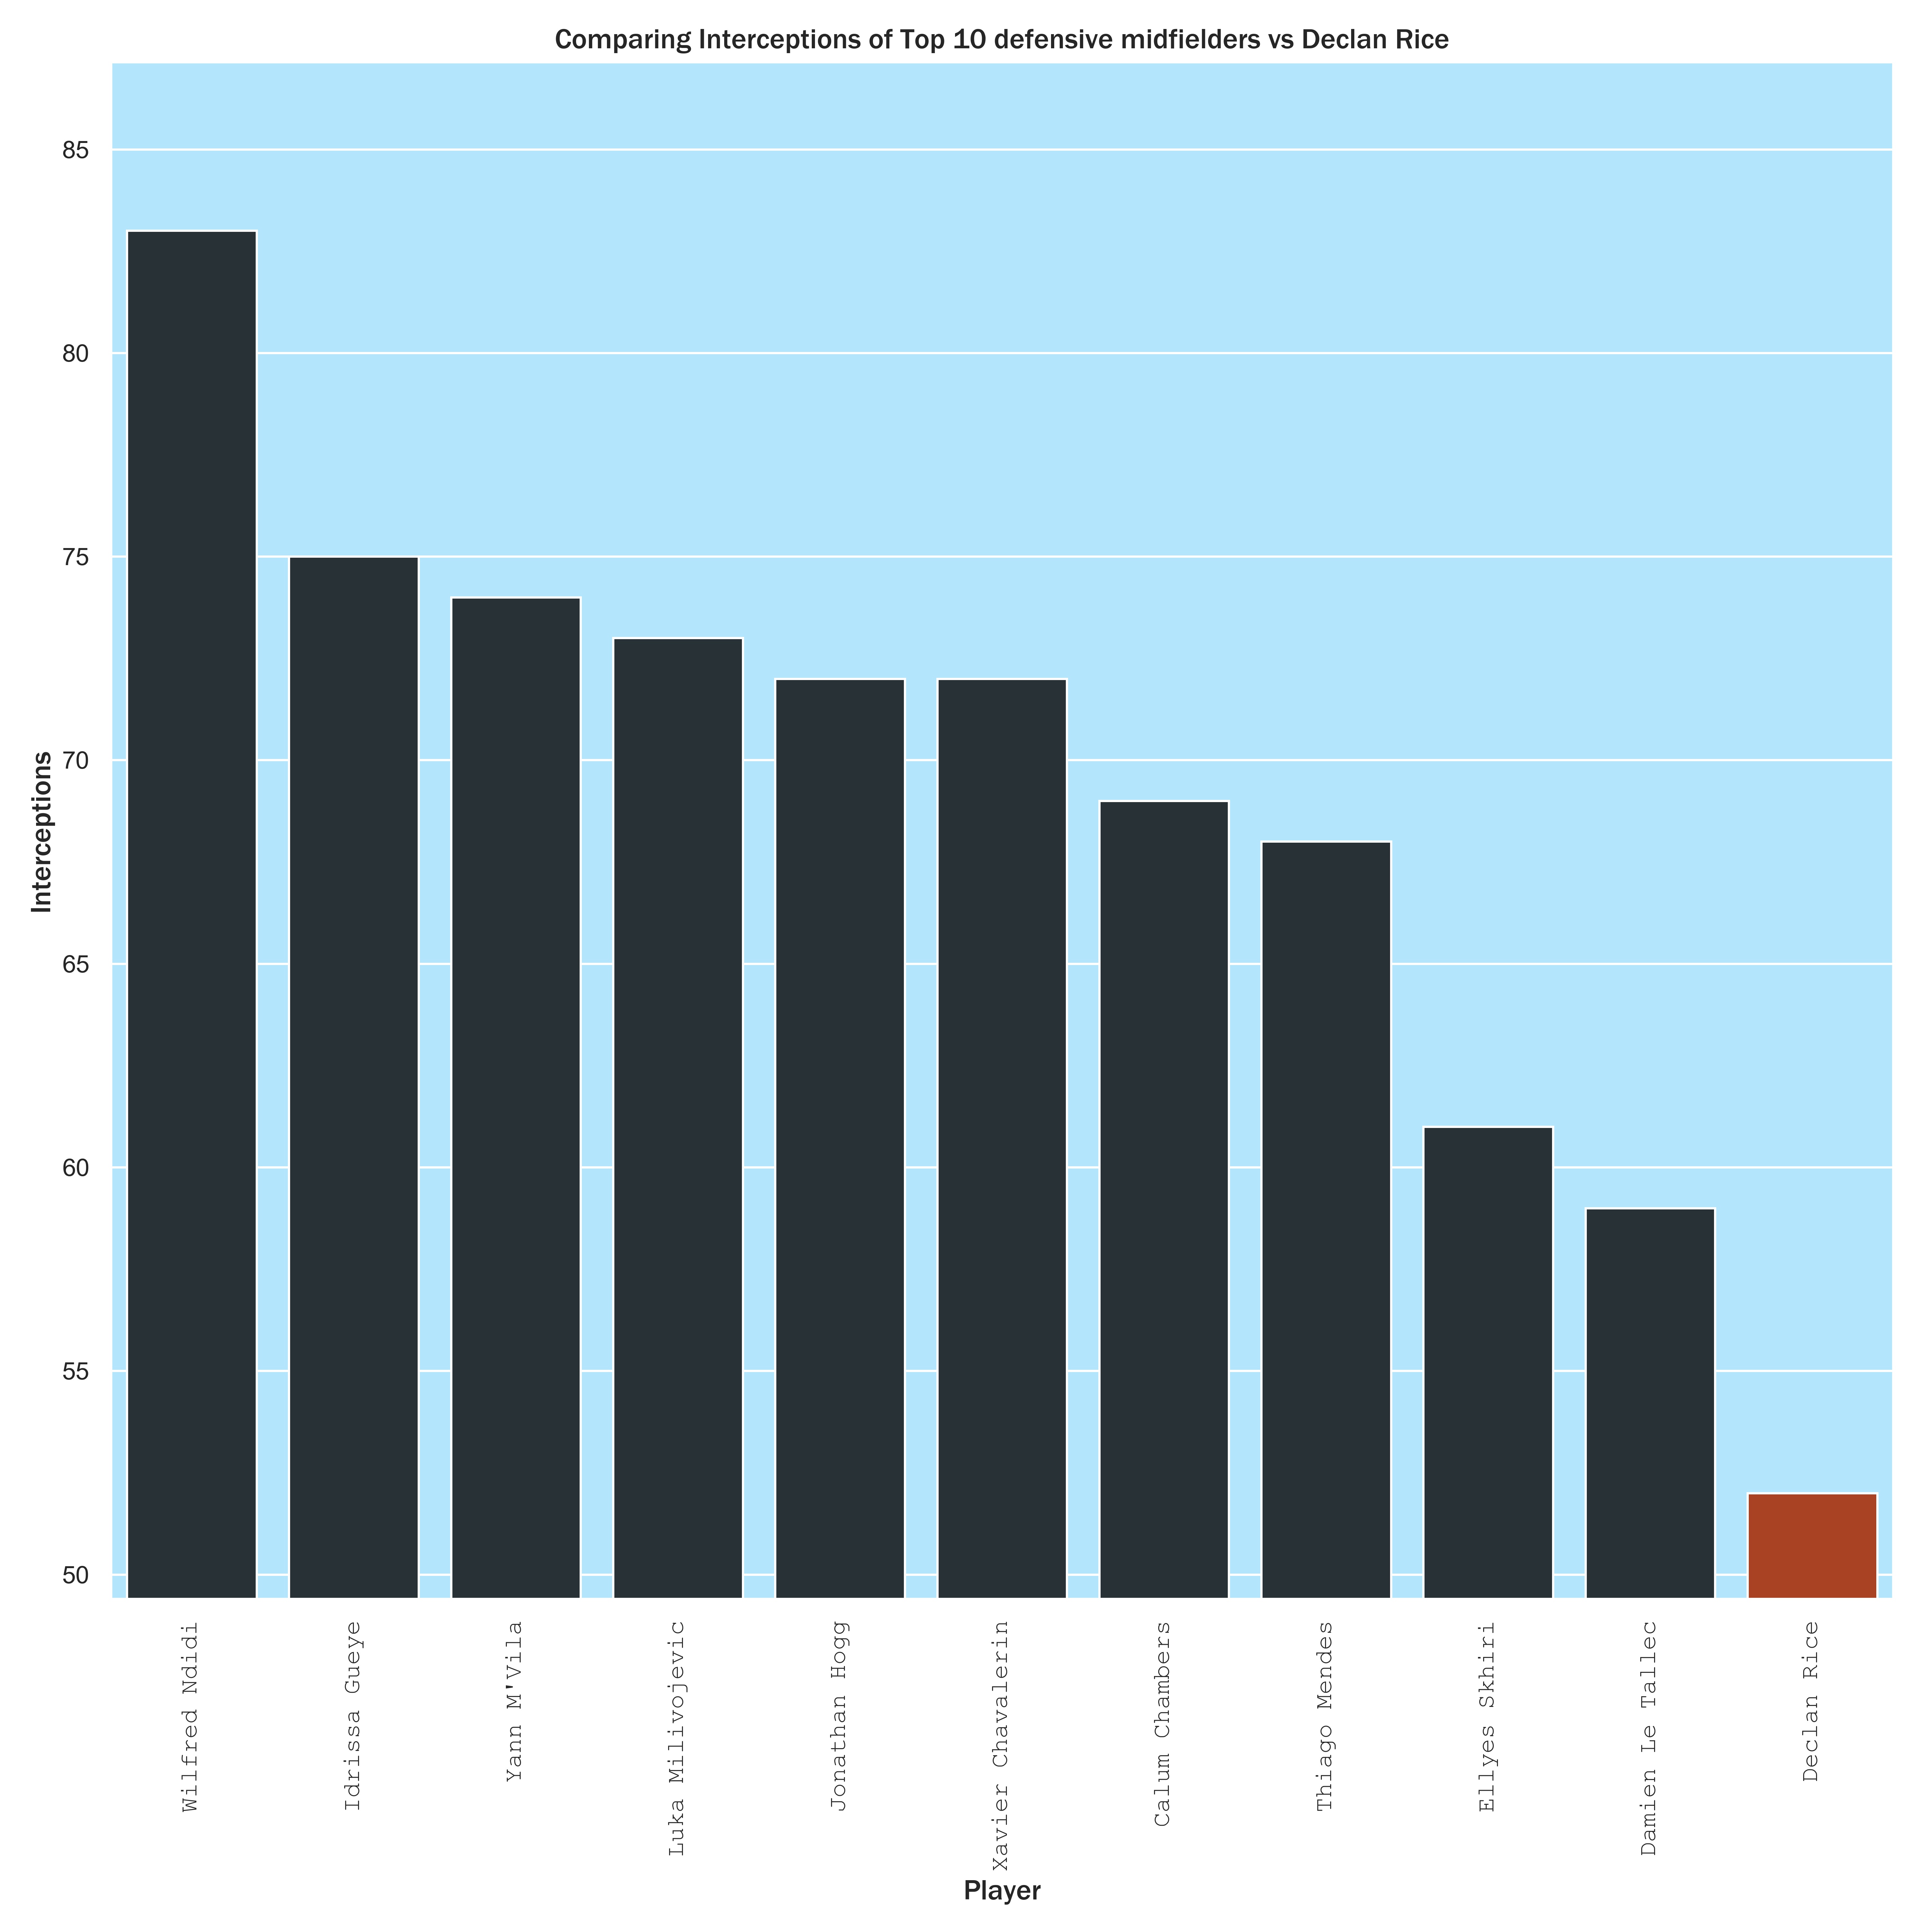 Comparing Interceptions of Top 10 defensive midfielders vs Declan Rice
85
80
75
70
65
60
55
50
Interceptions
Wilfred Ndidi
Idrissa Gueye
Yann M'Vila
Luka Milivojevic
Jonathan Hogg
Xavier Chavalerin
Calum Chambers
Thiago Mendes
Ellyes Skhiri
Damien Le Tallec
Declan Rice
Player